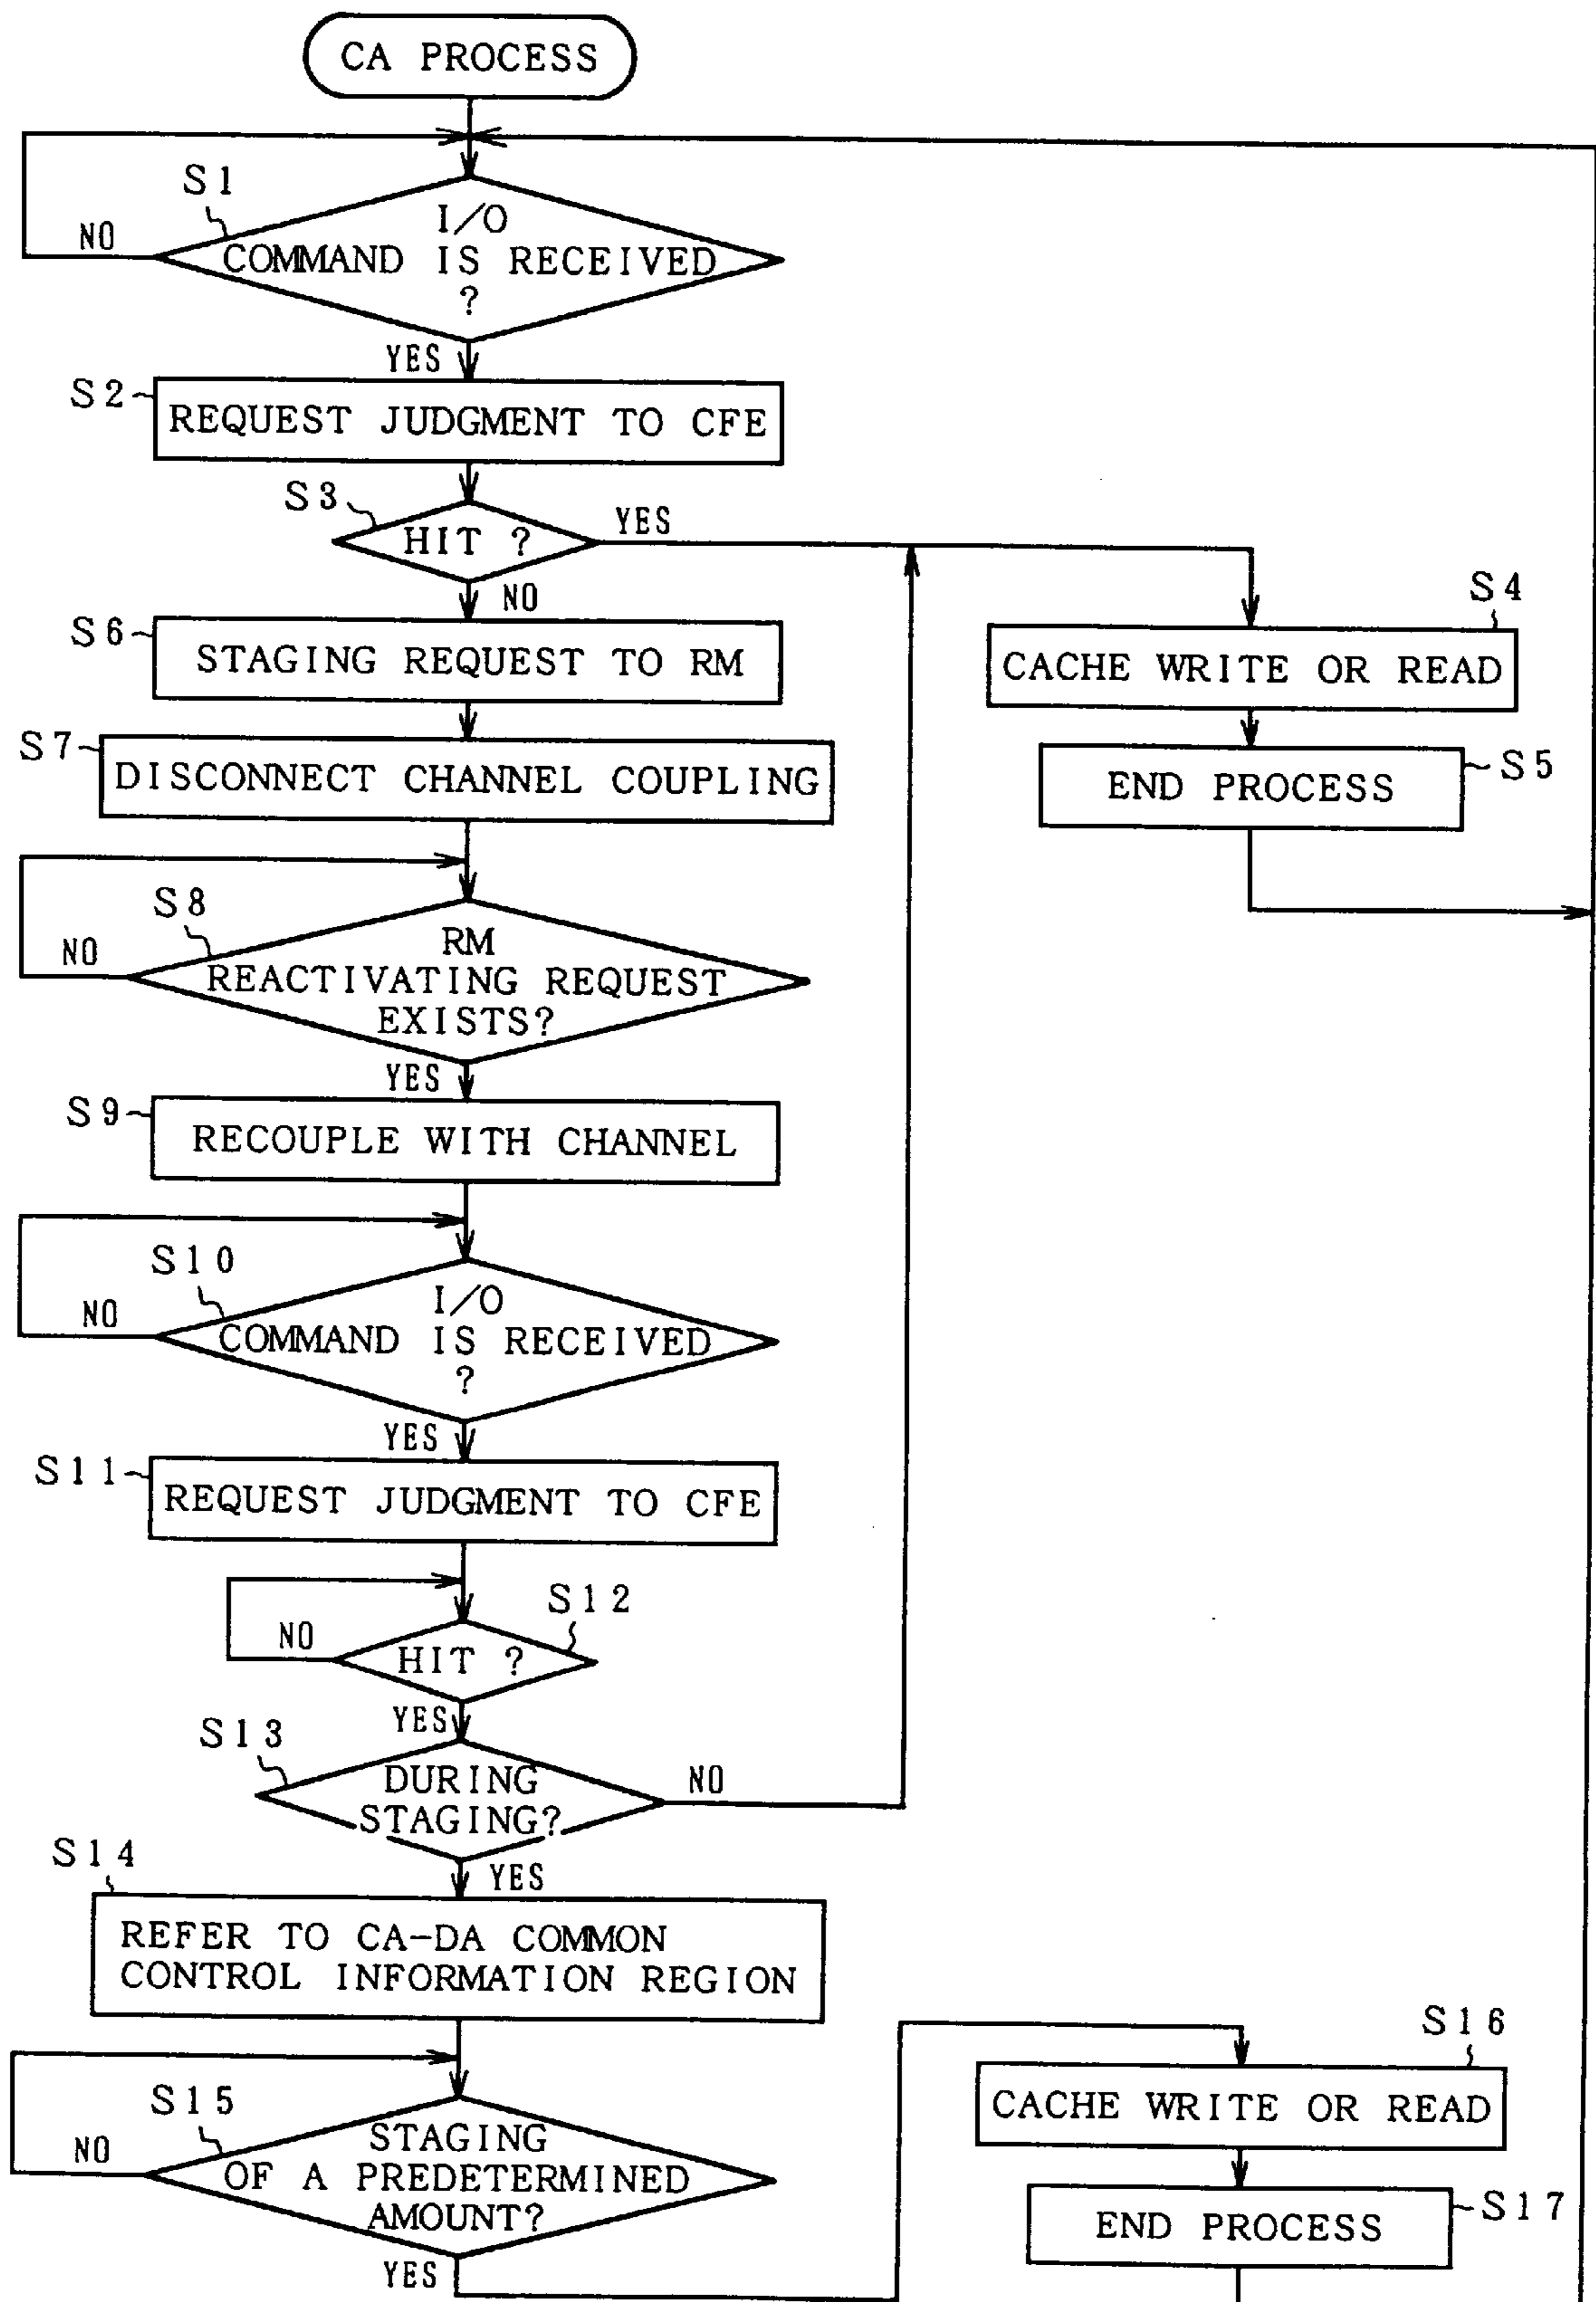 CA PROCESS
S1
I/O
COMMAND IS RECEIVED
?
NO
YES
S2
REQUEST JUDGMENT TO CFE
S3
HIT ?
YES
NO
S4
CACHE WRITE OR READ
S5
END PROCESS
S6
STAGING REQUEST TO RM
S7
DISCONNECT CHANNEL COUPLING
S8
RM
REACTIVATING REQUEST
EXISTS?
NO
YES
S9
RECOUPLE WITH CHANNEL
S10
I/O
COMMAND IS RECEIVED
?
NO
YES
S11
REQUEST JUDGMENT TO CFE
S12
HIT ?
NO
YES
S13
DURING
STAGING?
NO
YES
S14
REFER TO CA-DA COMMON
CONTROL INFORMATION REGION
S15
STAGING
OF A PREDETERMINED
AMOUNT?
NO
YES
S16
CACHE WRITE OR READ
S17
END PROCESS